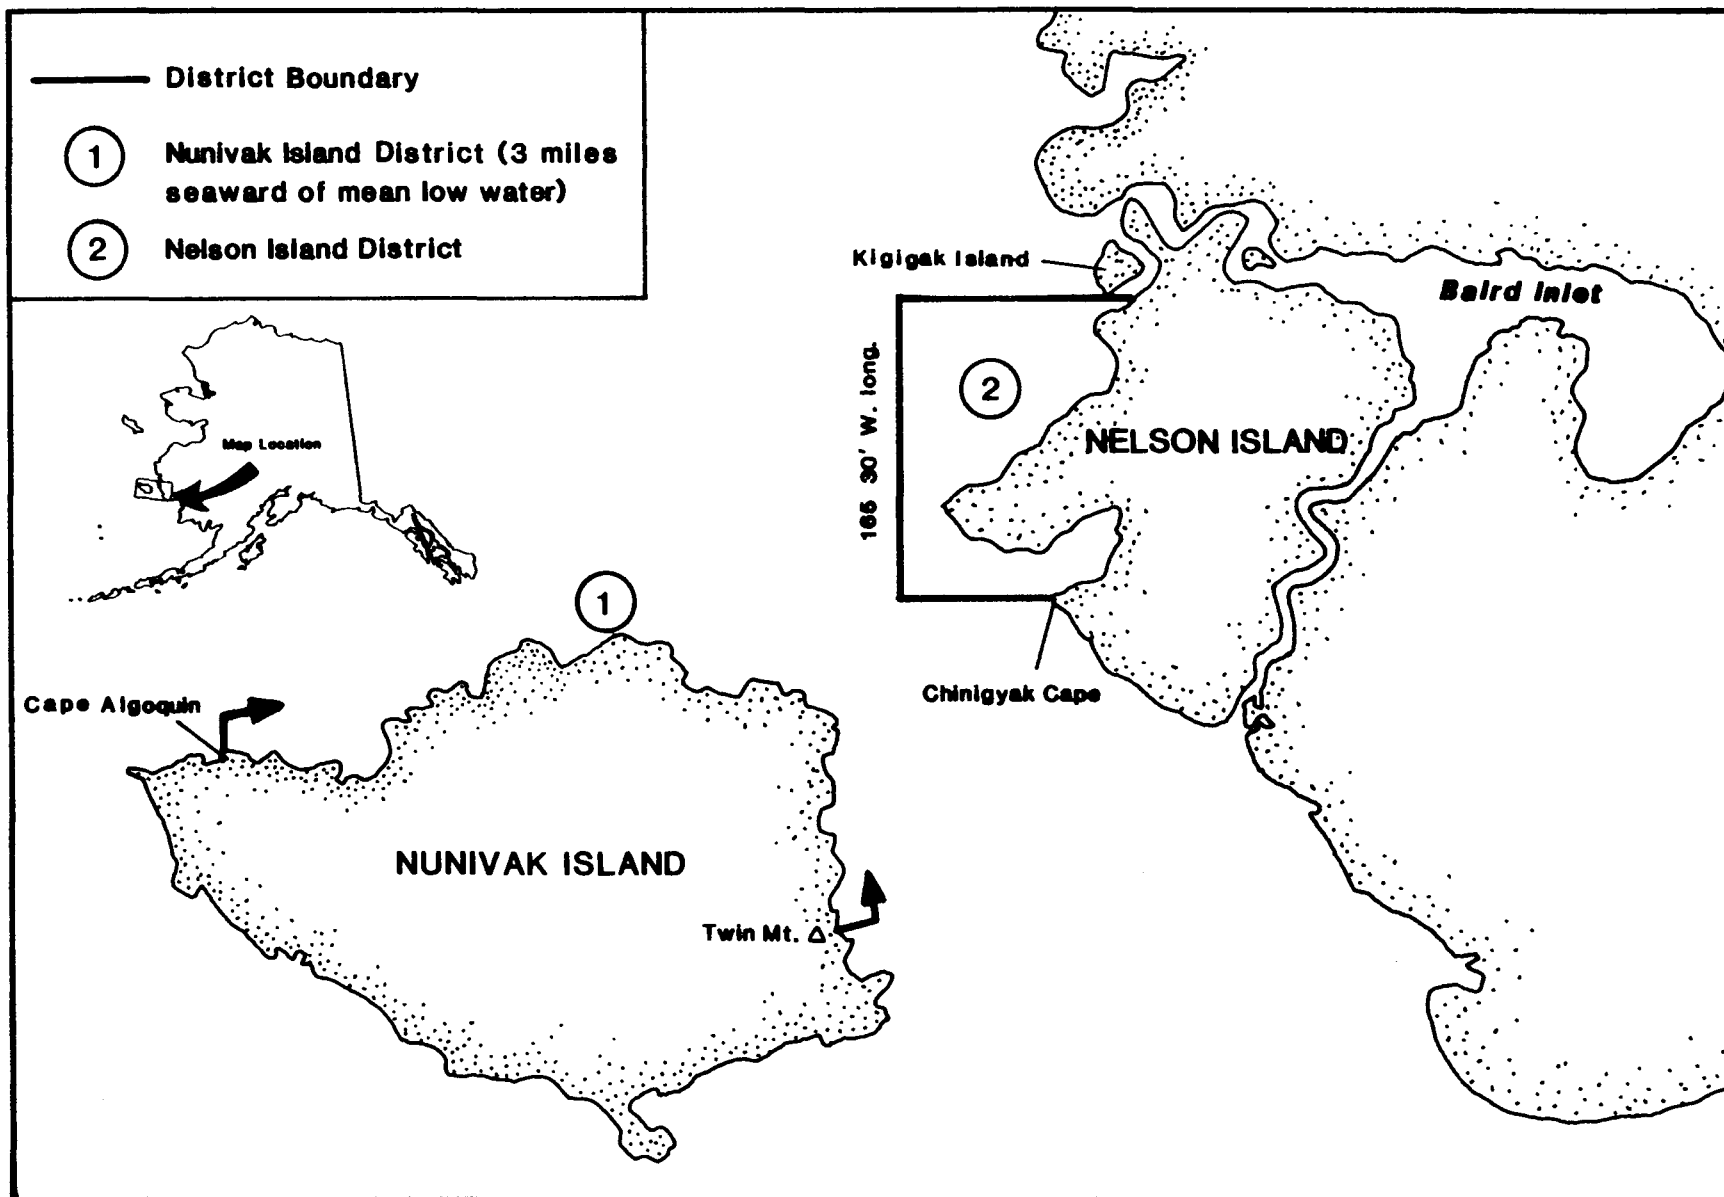 District Boundary
1
Nunivak Island District (3 miles
seaward of mean low water)
2
Nelson Island District
Map Location
Kigigak Island
Baird Inlet
165 30' W. long.
2
NELSON ISLAND
Chinigyak Cape
1
Cape Algoquin
NUNIVAK ISLAND
Twin Mt.